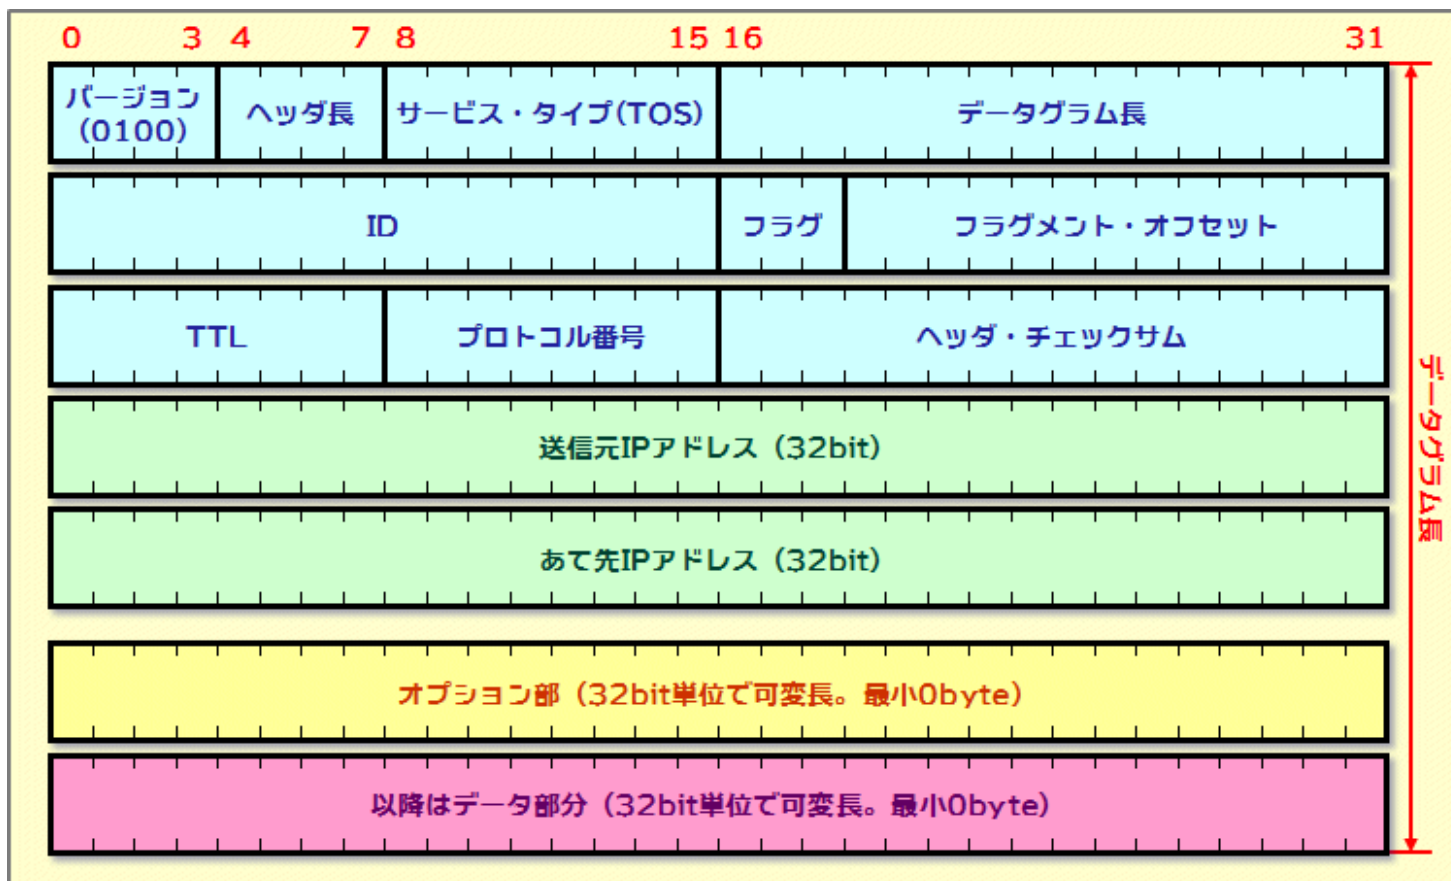 0 3 4 7 8 15 16 31
バージョン
(0100)
ヘッダ長
サービス・タイプ(TOS)
データグラム長
ID
フラグ
フラグメント・オフセット
TTL
プロトコル番号
ヘッダ・チェックサム
送信元IPアドレス（32bit）
あて先IPアドレス（32bit）
オプション部（32bit単位で可変長。最小0byte）
以降はデータ部分（32bit単位で可変長。最小0byte）
データグラム長